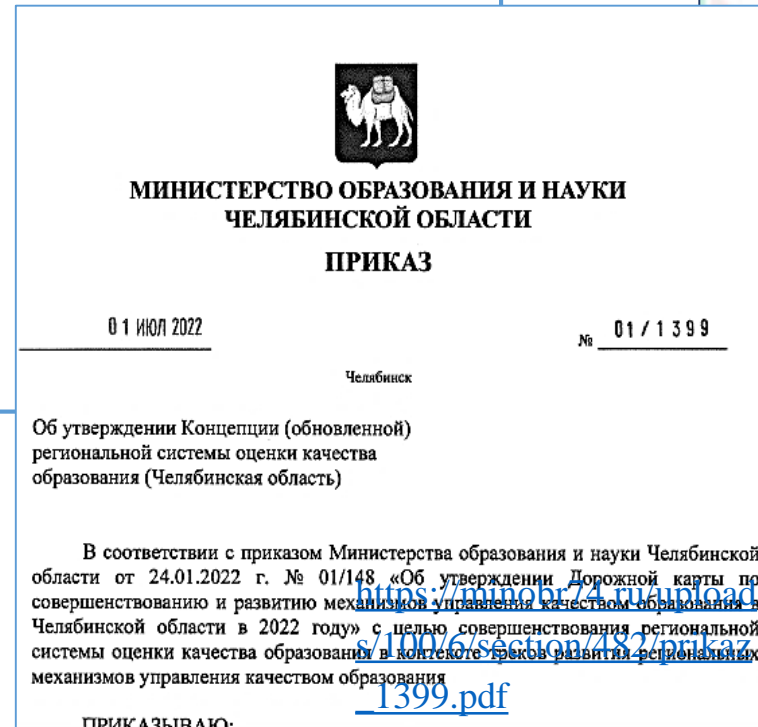 МИНИСТЕРСТВО ОБРАЗОВАНИЯ И НАУКИ
ЧЕЛЯБИНСКОЙ ОБЛАСТИ
ПРИКАЗ
01 ИЮЛ 2022
№ 01/1399
Челябинск
Об утверждении Концепции (обновленной)
региональной системы оценки качества
образования (Челябинская область)
В соответствии с приказом Министерства образования и науки Челябинской
области от 24.01.2022 г. № 01/148 «Об утверждении Дорожной карты по
совершенствованию и развитию механизмов управления качеством образования в
Челябинской области в 2022 году» с целью совершенствования региональной
системы оценки качества образования в контексте треков развития региональных
механизмов управления качеством образования
https://minobr74.ru/upload
s/100/6/section/482/prikaz
_1399.pdf
ПРИКАЗЫВАЮ: